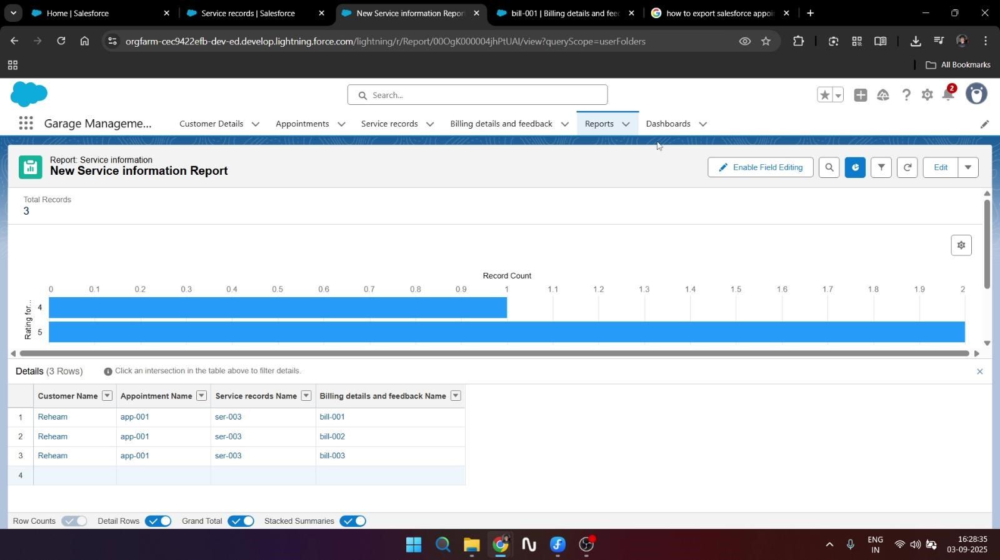 Home | Salesforce
Service records | Salesforce
New Service information Repor
bill-001 | Billing details and fee
how to export salesforce appoi
orgfarm-cec9422efb-dev-ed.develop.lightning.force.com/lightning/r/Report/00OgK000004jhPtUAI/view?queryScope=userFolders
All Bookmarks
Search...
2
Garage Manageme...
Customer Details
Appointments
Service records
Billing details and feedback
Reports
Dashboards
Report: Service information
New Service information Report
Enable Field Editing
Edit
Total Records
3
Record Count
0 0.1 0.2 0.3 0.4 0.5 0.6 0.7 0.8 0.9 1 1.1 1.2 1.3 1.4 1.5 1.6 1.7 1.8 1.9 2
Rating for...
4
5
Details (3 Rows)
Click an intersection in the table above to filter details.
Customer Name Appointment Name Service records Name Billing details and feedback Name
1 Reheam app-001 ser-003 bill-001
2 Reheam app-001 ser-003 bill-002
3 Reheam app-001 ser-003 bill-003
4
Row Counts Detail Rows Grand Total Stacked Summaries
ENG
IN
16:28:35
03-09-2025